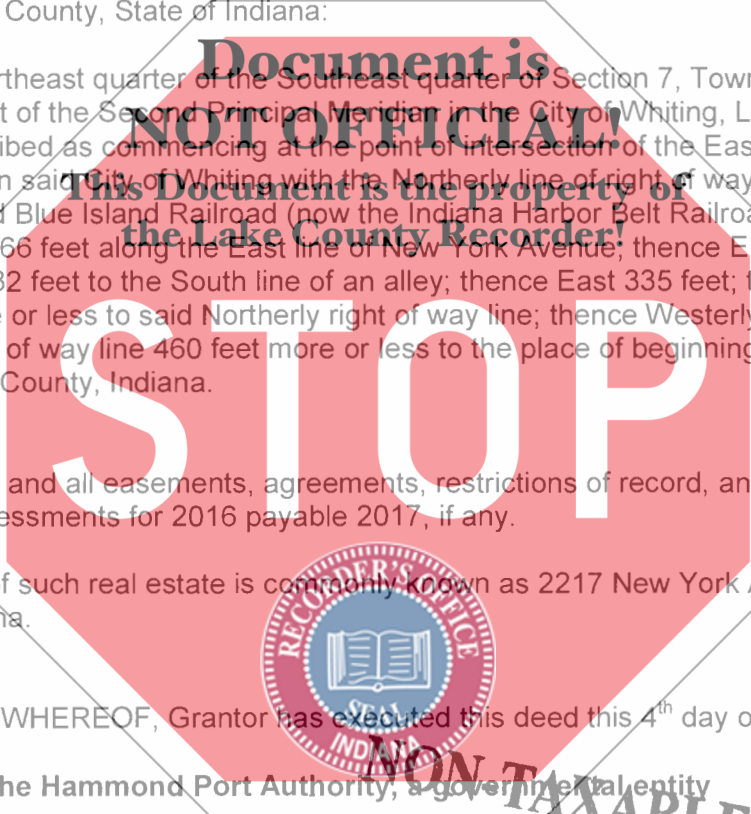 County, State of Indiana:
Document is
rtheast quarter of the Southeast quarter of Section 7, Town
NOT OFFICIAL!
t of the Second Principal Meridian in the City of Whiting, L
ibed as commencing at the point of intersection of the Eas
n said City of Whiting with the Northerly line of right of way
This Document is the property of
d Blue Island Railroad (now the Indiana Harbor Belt Railroa
the Lake County Recorder!
66 feet along the East line of New York Avenue; thence E
32 feet to the South line of an alley; thence East 335 feet; t
e or less to said Northerly right of way line; thence Westerly
of way line 460 feet more or less to the place of beginning
County, Indiana.
STOP
and all easements, agreements, restrictions of record, an
essments for 2016 payable 2017, if any.
of such real estate is commonly known as 2217 New York A
na.
RECORDER'S OFFICE
SEAL
INDIANA
WHEREOF, Grantor has executed this deed this 4th day o
he Hammond Port Authority, a governmental entity
NON-TAXABLE